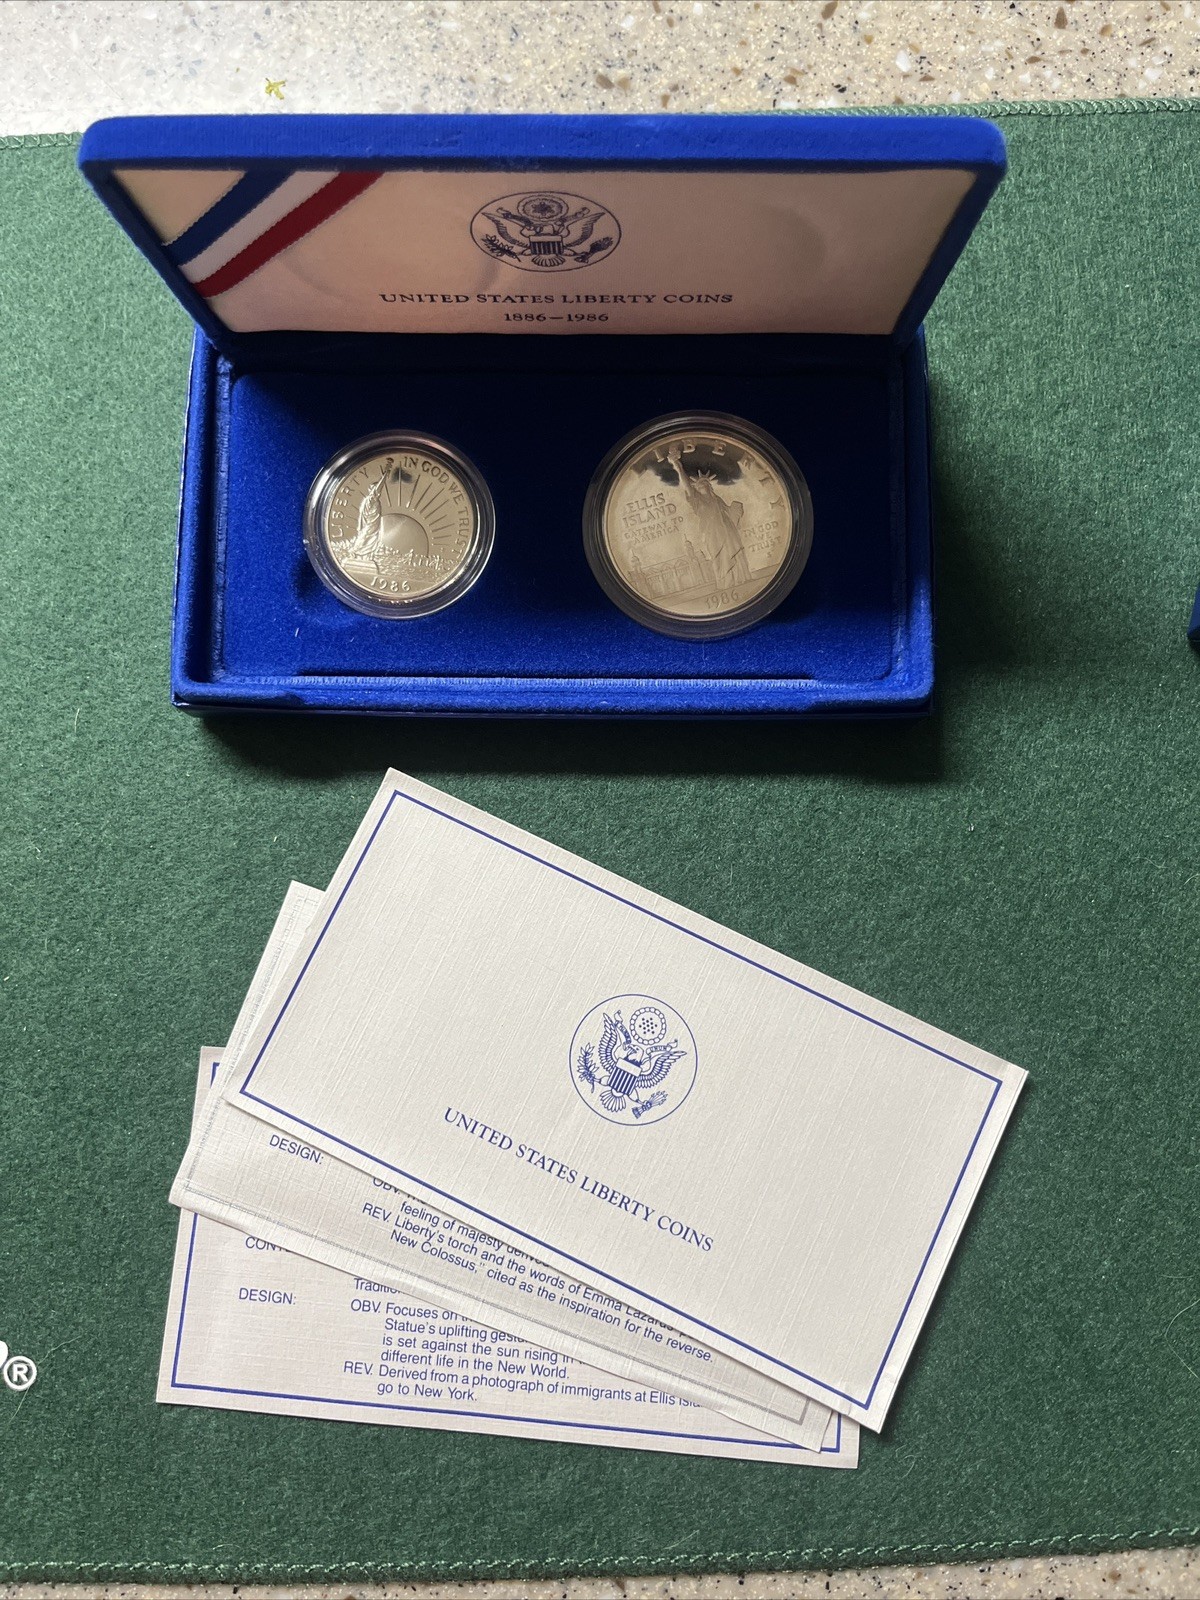 UNITED STATES LIBERTY COINS
1886–1986
LIBERTY
IN GOD WE TRUST
1986
LIBERTY
ELLIS
ISLAND
GATEWAY TO
AMERICA
IN GOD
WE
TRUST
1986
UNITED STATES LIBERTY COINS
DESIGN:
OBV.
feeling of majesty
REV. Liberty's torch and the words of Emma
New Colossus," cited as the inspiration for the reverse.
DESIGN:
OBV. Focuses on
Statue's uplifting
is set against the sun rising
different life in the New World.
REV. Derived from a photograph of immigrants at Ellis
go to New York.
®